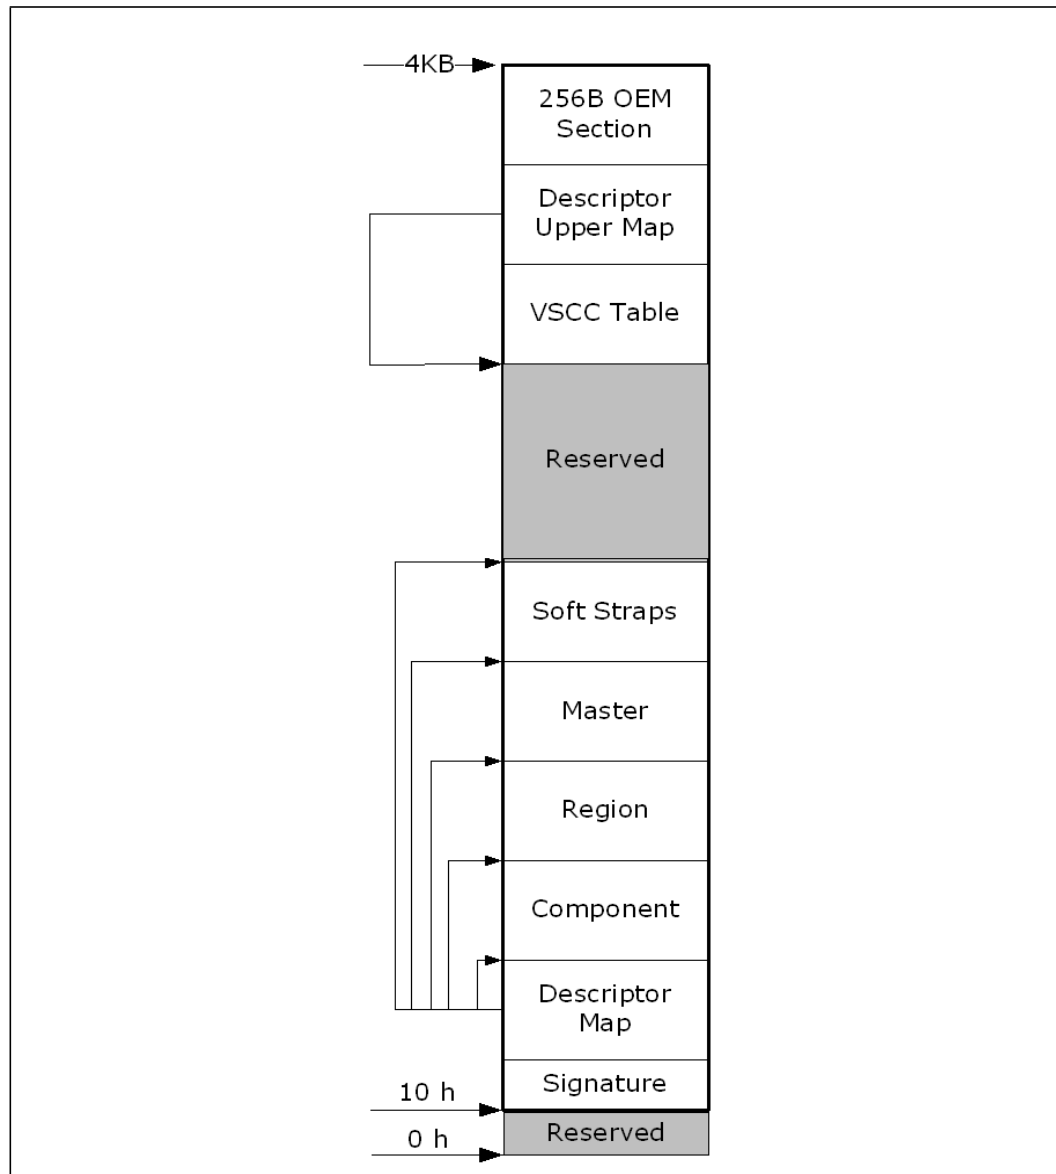 4KB
256B OEM
Section
Descriptor
Upper Map
VSCC Table
Reserved
Soft Straps
Master
Region
Component
Descriptor
Map
Signature
10 h
Reserved
0 h